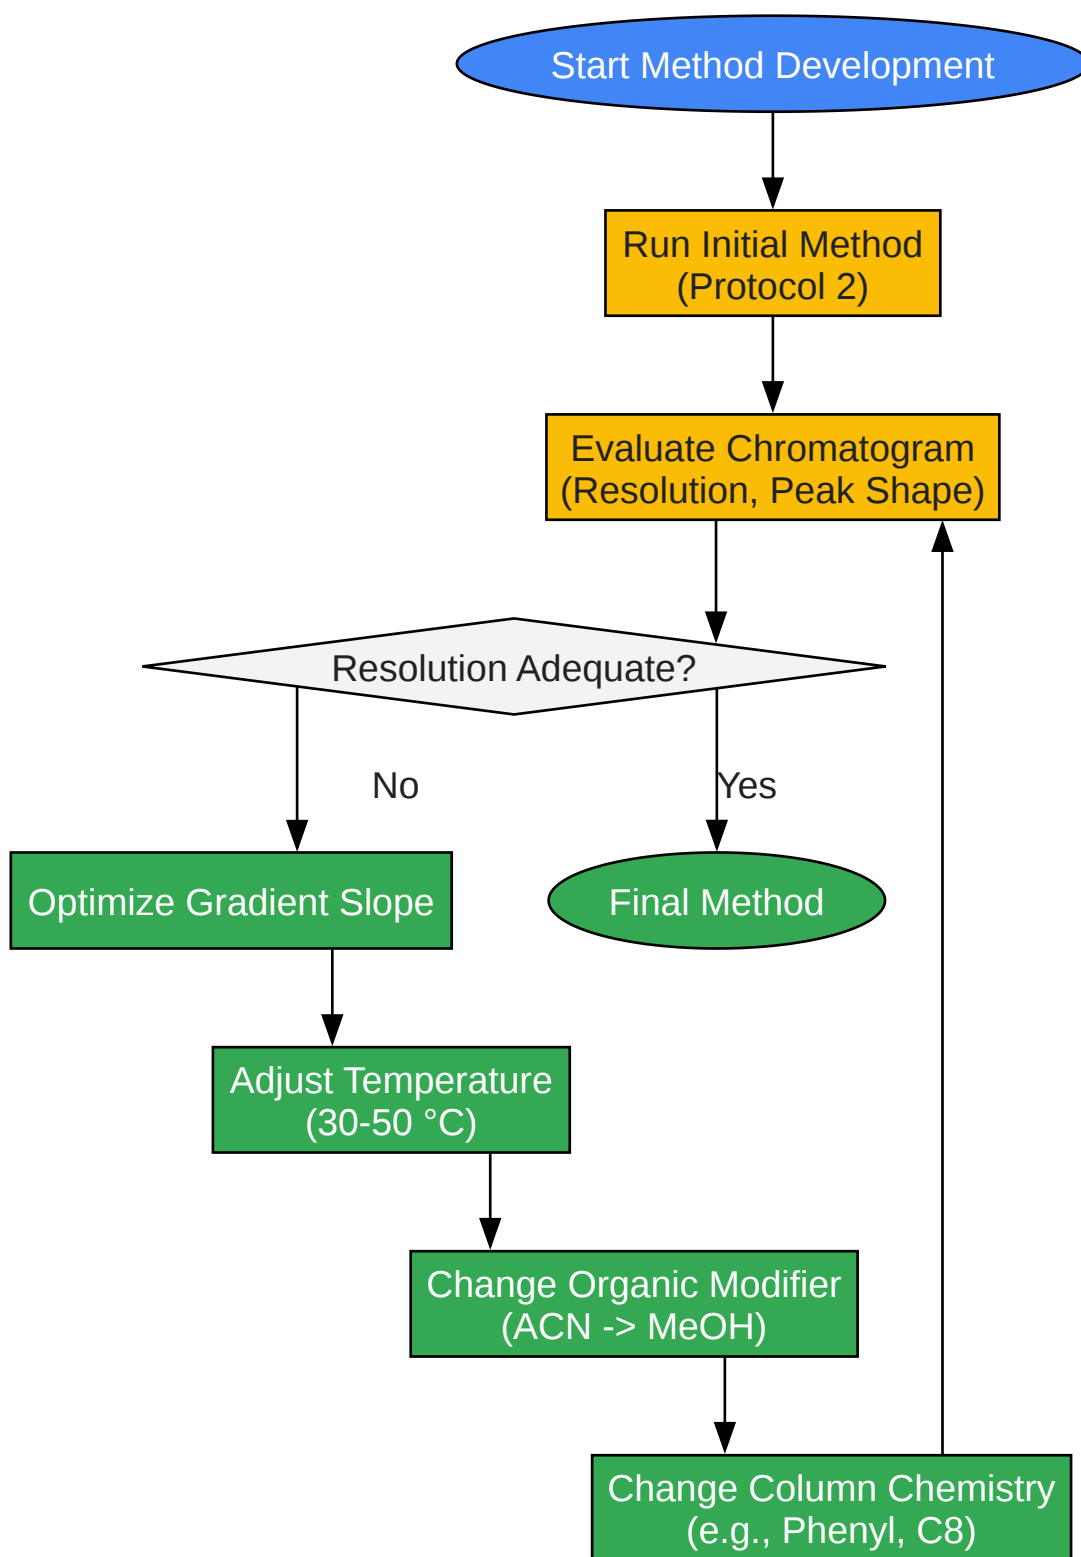 Start Method Development
Run Initial Method
(Protocol 2)
Evaluate Chromatogram
(Resolution, Peak Shape)
Resolution Adequate?
No
Yes
Optimize Gradient Slope
Final Method
Adjust Temperature
(30-50 °C)
Change Organic Modifier
(ACN -> MeOH)
Change Column Chemistry
(e.g., Phenyl, C8)